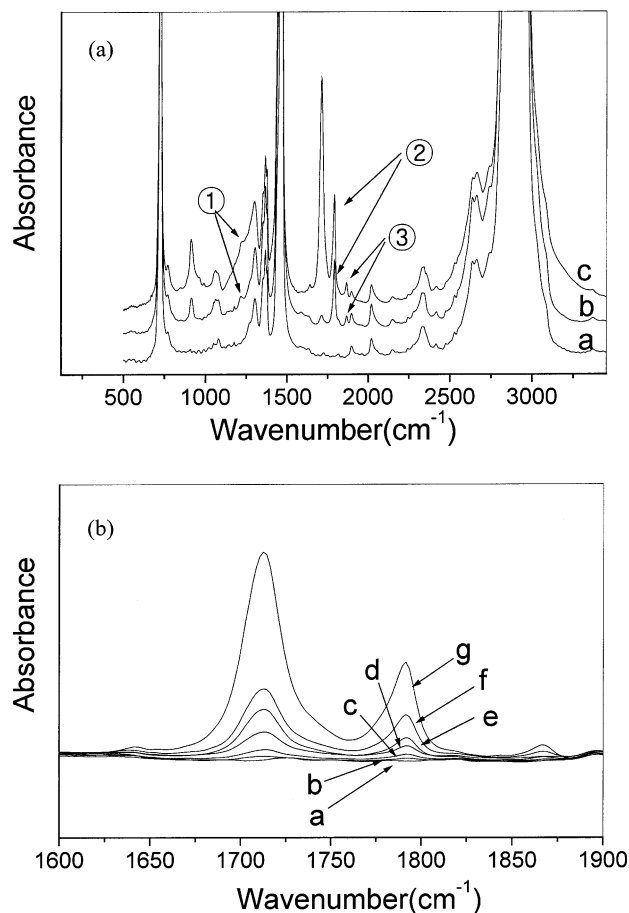 (a)
Absorbance
①
②
③
c
b
a
500 1000 1500 2000 2500 3000
Wavenumber(cm⁻¹)
(b)
Absorbance
g
d
f
c
e
b
a
1600 1650 1700 1750 1800 1850 1900
Wavenumber(cm⁻¹)